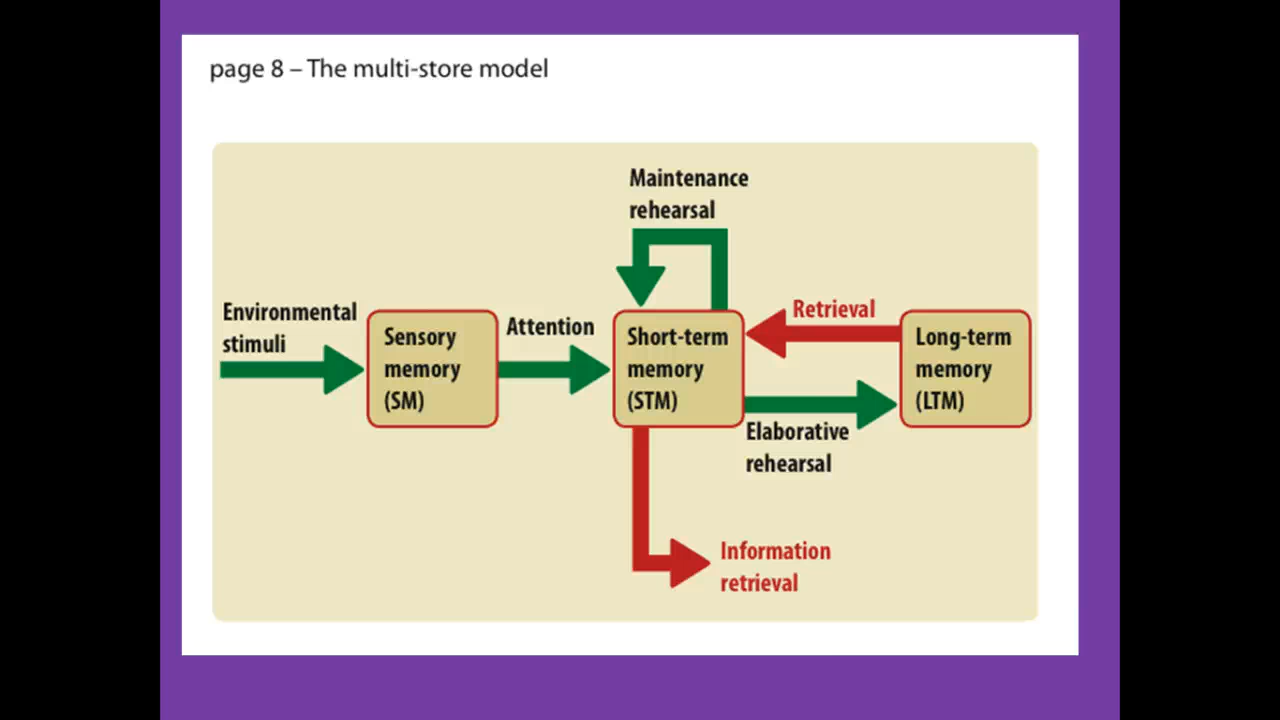 page 8 – The multi-store model
Maintenance
rehearsal
Environmental
stimuli
Sensory
memory
(SM)
Attention
Short-term
memory
(STM)
Retrieval
Elaborative
rehearsal
Long-term
memory
(LTM)
Information
retrieval